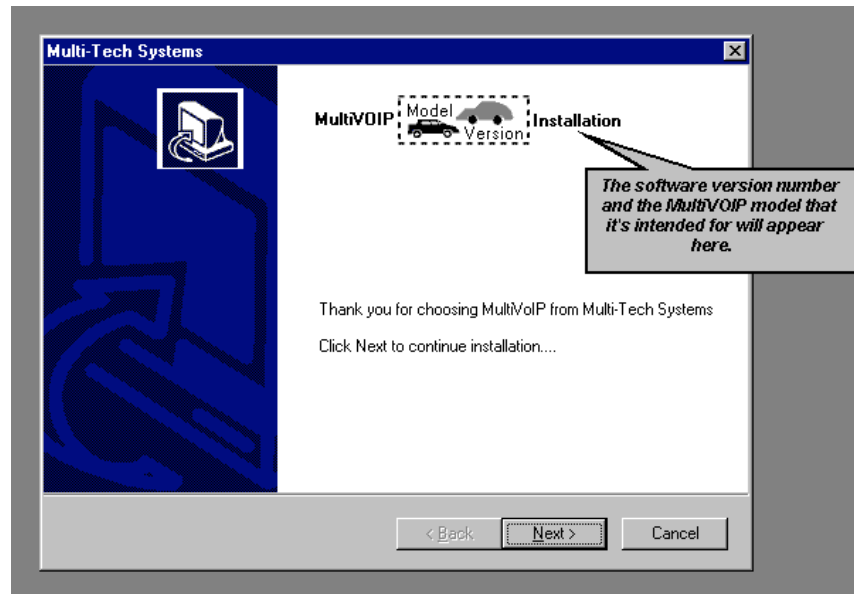 Multi-Tech Systems
MultiVOIP Model Version Installation
The software version number
and the MultiVOIP model that
it's intended for will appear
here.
Thank you for choosing MultiVoIP from Multi-Tech Systems
Click Next to continue installation....
< Back
Next >
Cancel